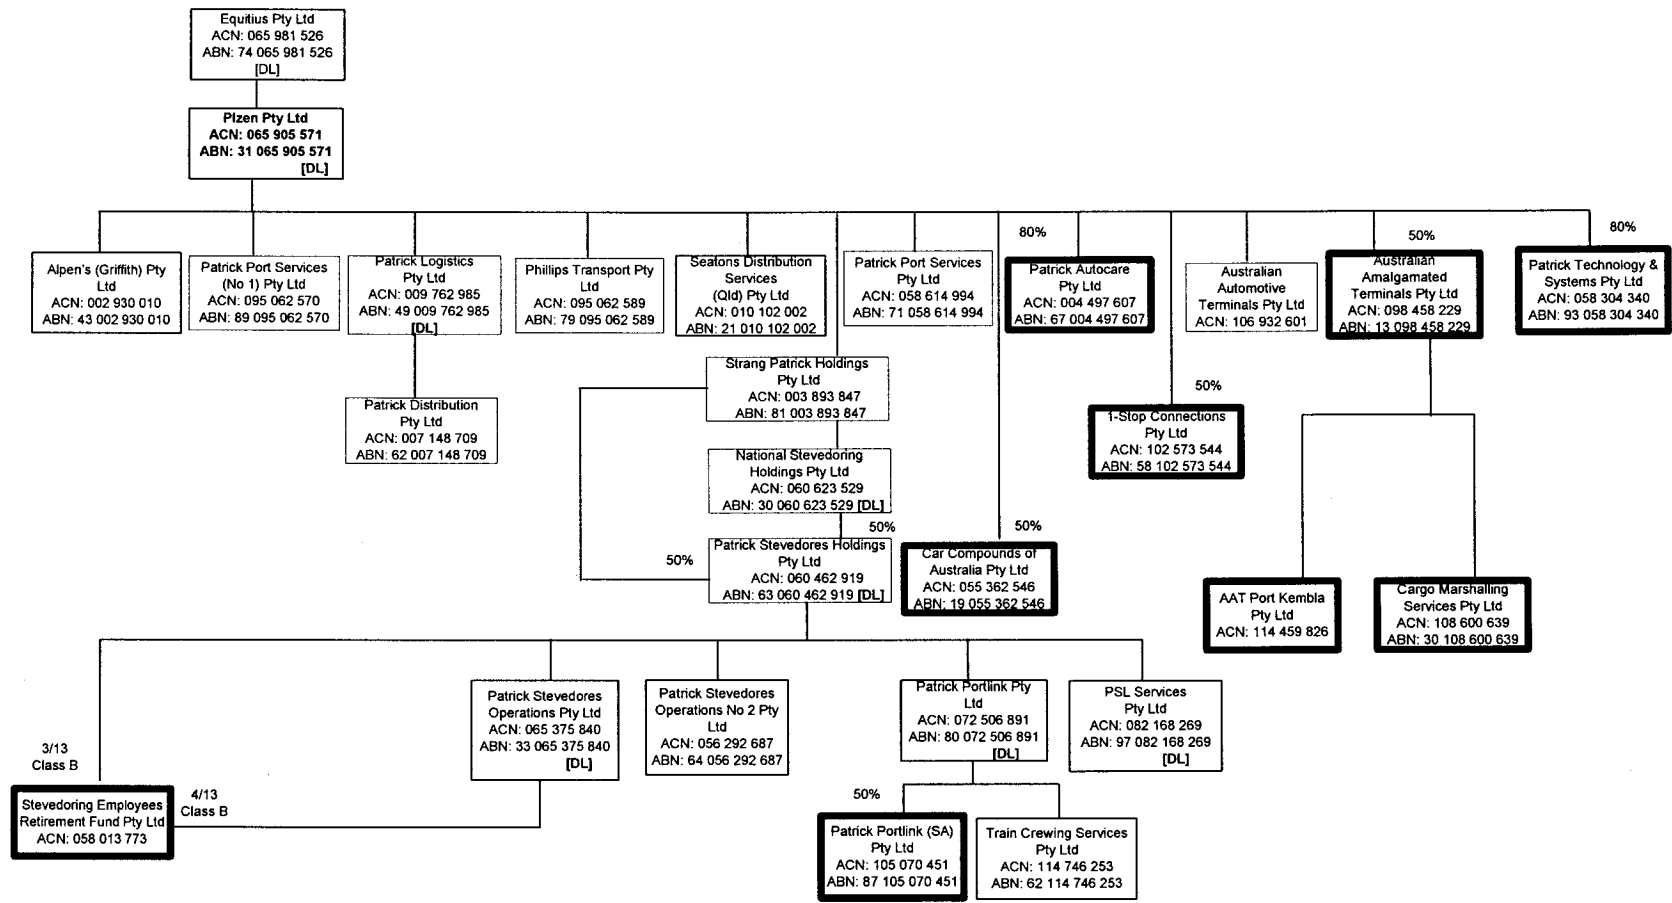 Equitius Pty Ltd
ACN: 065 981 526
ABN: 74 065 981 526
[DL]
Plzen Pty Ltd
ACN: 065 905 571
ABN: 31 065 905 571
[DL]
Alpen's (Griffith) Pty
Ltd
ACN: 002 930 010
ABN: 43 002 930 010
Patrick Port Services
(No 1) Pty Ltd
ACN: 095 062 570
ABN: 89 095 062 570
Patrick Logistics
Pty Ltd
ACN: 009 762 985
ABN: 49 009 762 985
[DL]
Phillips Transport Pty
Ltd
ACN: 095 062 589
ABN: 79 095 062 589
Seatons Distribution
Services
(Qld) Pty Ltd
ACN: 010 102 002
ABN: 21 010 102 002
Patrick Port Services
Pty Ltd
ACN: 058 614 994
ABN: 71 058 614 994
80%
Patrick Autocare
Pty Ltd
ACN: 004 497 607
ABN: 67 004 497 607
Australian
Automotive
Terminals Pty Ltd
ACN: 106 932 601
50%
Australian
Amalgamated
Terminals Pty Ltd
ACN: 098 458 229
ABN: 13 098 458 229
80%
Patrick Technology &
Systems Pty Ltd
ACN: 058 304 340
ABN: 93 058 304 340
Patrick Distribution
Pty Ltd
ACN: 007 148 709
ABN: 62 007 148 709
Strang Patrick Holdings
Pty Ltd
ACN: 003 893 847
ABN: 81 003 893 847
50%
1-Stop Connections
Pty Ltd
ACN: 102 573 544
ABN: 58 102 573 544
National Stevedoring
Holdings Pty Ltd
ACN: 060 623 529
ABN: 30 060 623 529 [DL]
50%
50%
Patrick Stevedores Holdings
Pty Ltd
ACN: 060 462 919
ABN: 63 060 462 919 [DL]
50%
Car Compounds of
Australia Pty Ltd
ACN: 055 362 546
ABN: 19 055 362 546
AAT Port Kembla
Pty Ltd
ACN: 114 459 826
Cargo Marshalling
Services Pty Ltd
ACN: 108 600 639
ABN: 30 108 600 639
3/13
Class B
Stevedoring Employees
Retirement Fund Pty Ltd
ACN: 058 013 773
4/13
Class B
Patrick Stevedores
Operations Pty Ltd
ACN: 065 375 840
ABN: 33 065 375 840
[DL]
Patrick Stevedores
Operations No 2 Pty
Ltd
ACN: 056 292 687
ABN: 64 056 292 687
Patrick Portlink Pty
Ltd
ACN: 072 506 891
ABN: 80 072 506 891
[DL]
PSL Services
Pty Ltd
ACN: 082 168 269
ABN: 97 082 168 269
[DL]
50%
Patrick Portlink (SA)
Pty Ltd
ACN: 105 070 451
ABN: 87 105 070 451
Train Crewing Services
Pty Ltd
ACN: 114 746 253
ABN: 62 114 746 253